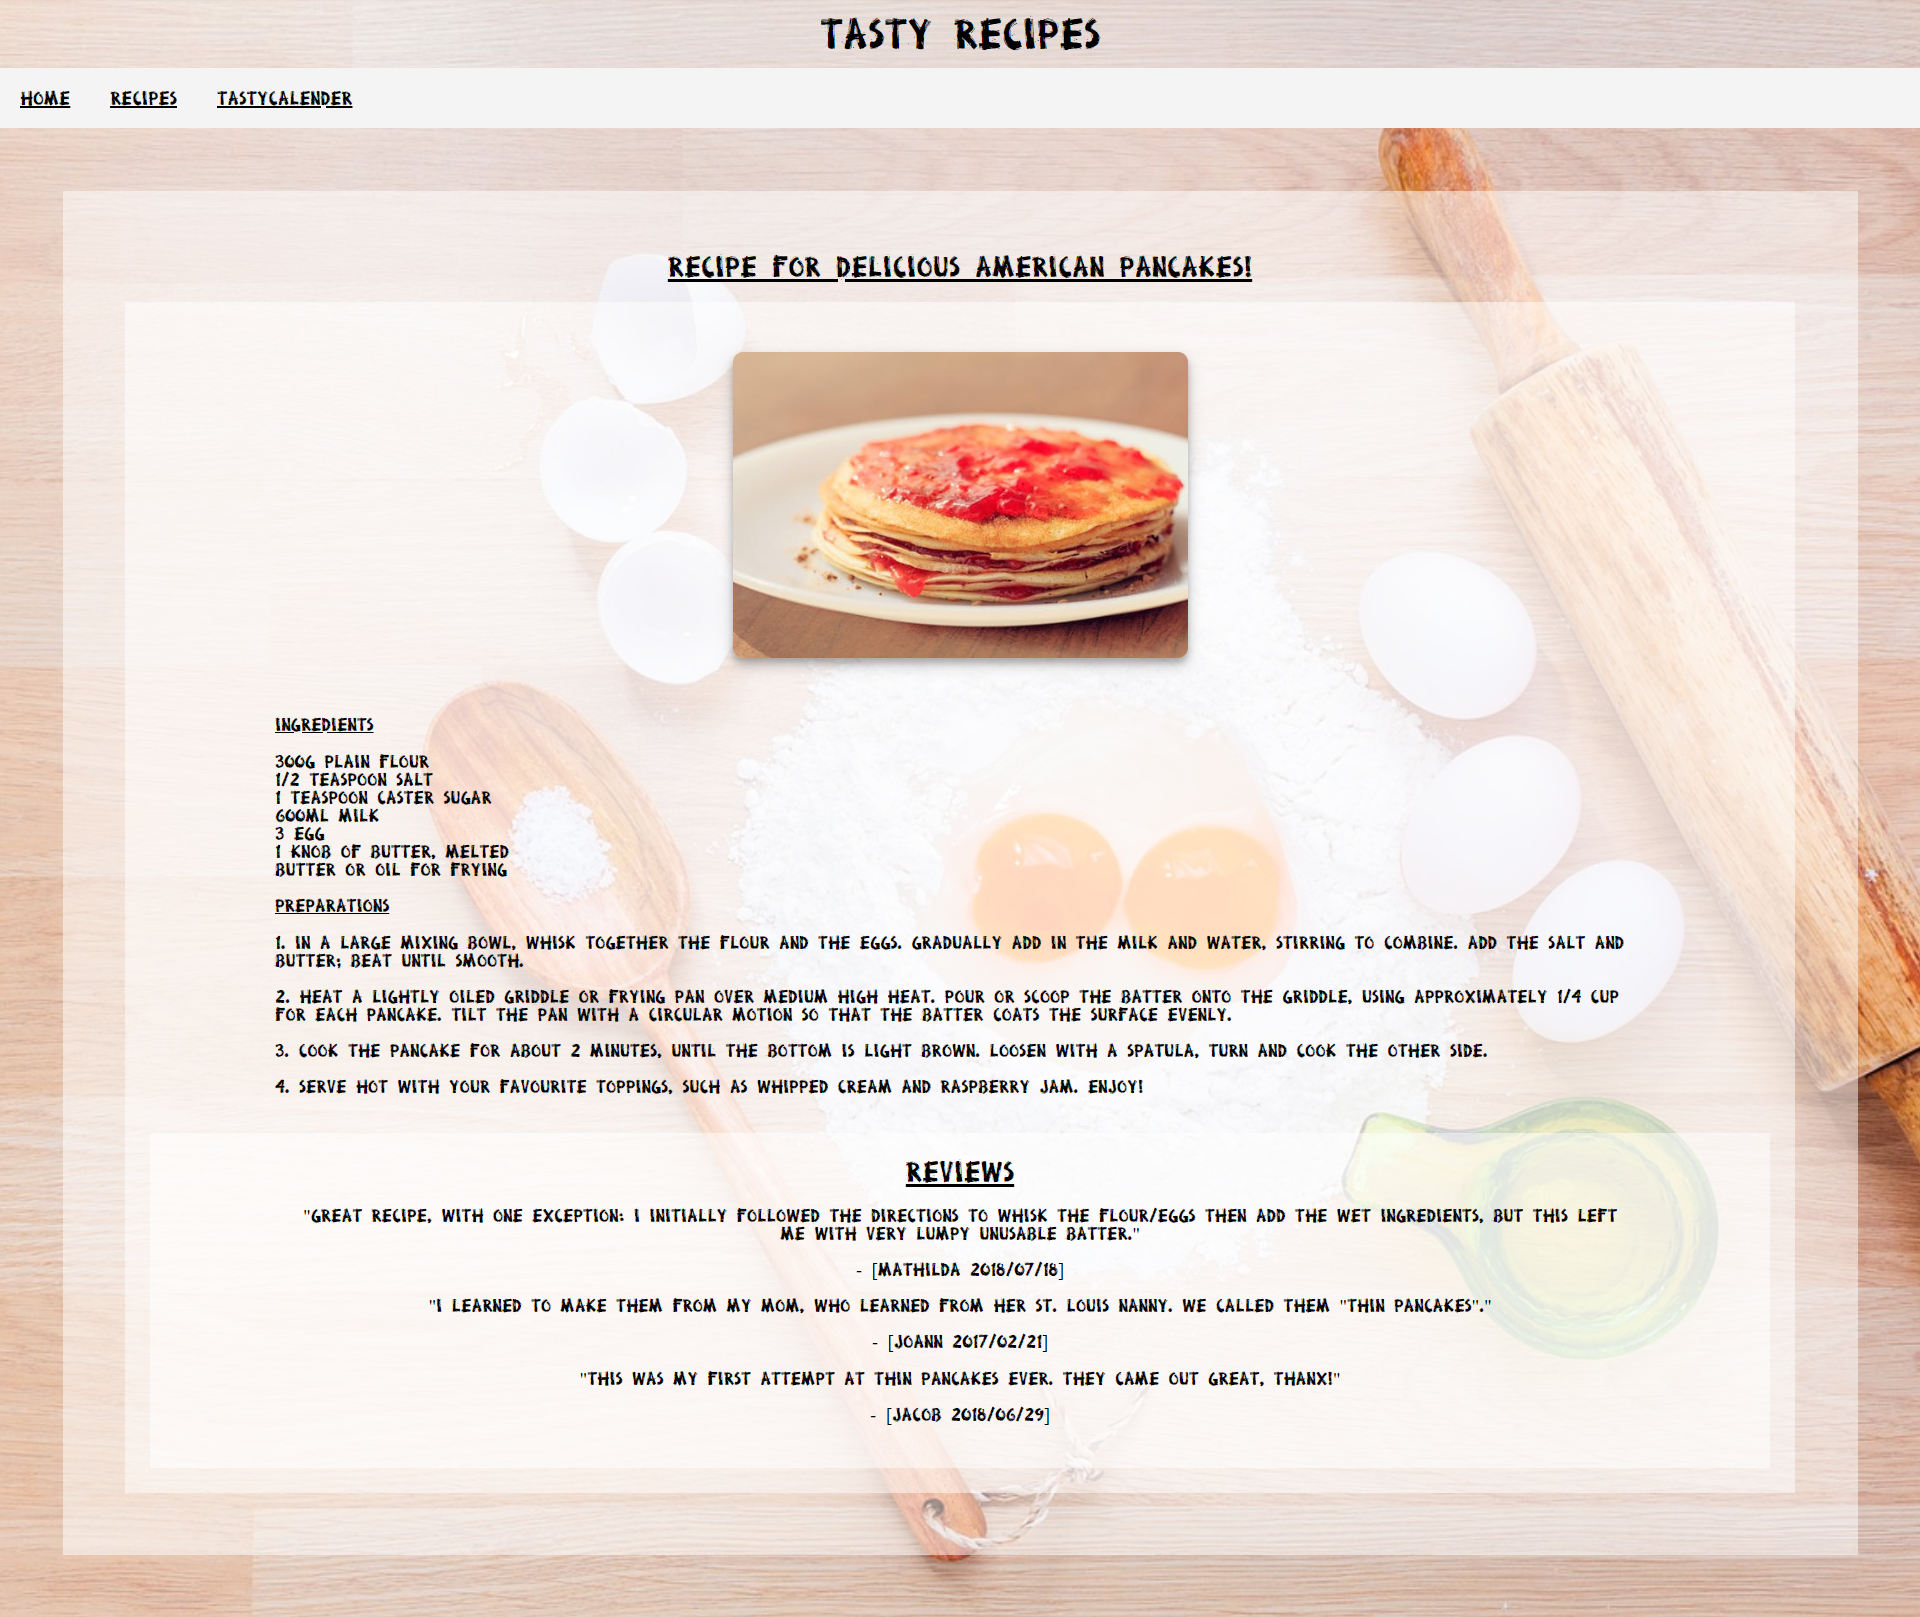 TASTY RECIPES
HOME RECIPES TASTYCALENDER
RECIPE FOR DELICIOUS AMERICAN PANCAKES!
INGREDIENTS
300G PLAIN FLOUR
1/2 TEASPOON SALT
1 TEASPOON CASTER SUGAR
600ML MILK
3 EGG
1 KNOB OF BUTTER, MELTED
BUTTER OR OIL FOR FRYING
PREPARATIONS
1. IN A LARGE MIXING BOWL, WHISK TOGETHER THE FLOUR AND THE EGGS. GRADUALLY ADD IN THE MILK AND WATER, STIRRING TO COMBINE. ADD THE SALT AND
BUTTER; BEAT UNTIL SMOOTH.
2. HEAT A LIGHTLY OILED GRIDDLE OR FRYING PAN OVER MEDIUM HIGH HEAT. POUR OR SCOOP THE BATTER ONTO THE GRIDDLE, USING APPROXIMATELY 1/4 CUP
FOR EACH PANCAKE. TILT THE PAN WITH A CIRCULAR MOTION SO THAT THE BATTER COATS THE SURFACE EVENLY.
3. COOK THE PANCAKE FOR ABOUT 2 MINUTES, UNTIL THE BOTTOM IS LIGHT BROWN. LOOSEN WITH A SPATULA, TURN AND COOK THE OTHER SIDE.
4. SERVE HOT WITH YOUR FAVOURITE TOPPINGS, SUCH AS WHIPPED CREAM AND RASPBERRY JAM. ENJOY!
REVIEWS
"GREAT RECIPE, WITH ONE EXCEPTION: I INITIALLY FOLLOWED THE DIRECTIONS TO WHISK THE FLOUR/EGGS THEN ADD THE WET INGREDIENTS, BUT THIS LEFT
ME WITH VERY LUMPY UNUSABLE BATTER."
- [MATHILDA 2018/07/18]
"I LEARNED TO MAKE THEM FROM MY MOM, WHO LEARNED FROM HER ST. LOUIS NANNY. WE CALLED THEM "THIN PANCAKES"."
- [JOANN 2017/02/21]
"THIS WAS MY FIRST ATTEMPT AT THIN PANCAKES EVER. THEY CAME OUT GREAT, THANX!"
- [JACOB 2018/06/29]